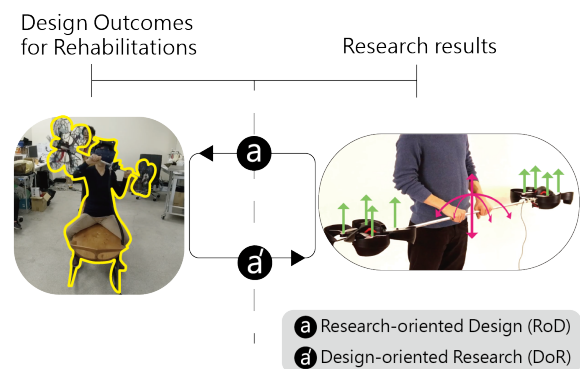 Design Outcomes
for Rehabilitations
Research results
a
a′
a Research-oriented Design (RoD)
a′ Design-oriented Research (DoR)